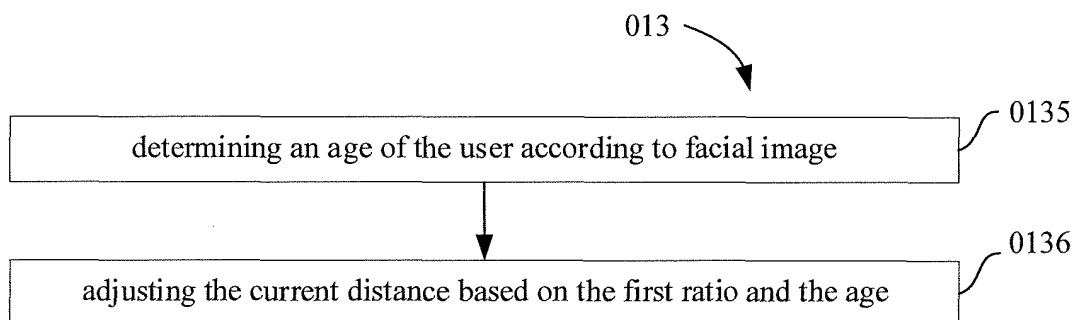 013
0135
determining an age of the user according to facial image
0136
adjusting the current distance based on the first ratio and the age